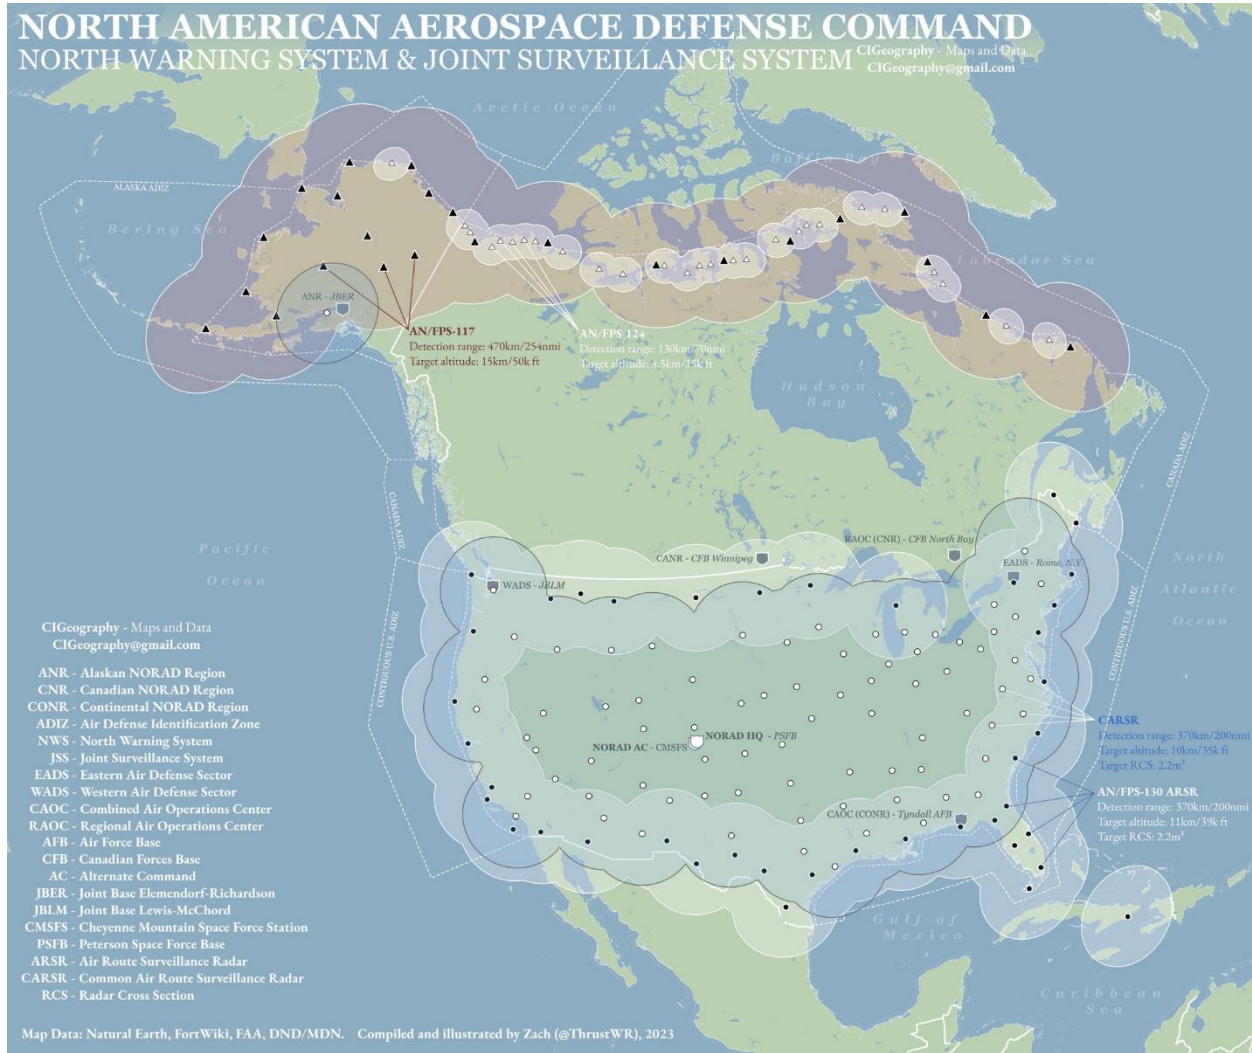 NORTH AMERICAN AEROSPACE DEFENSE COMMAND
NORTH WARNING SYSTEM & JOINT SURVEILLANCE SYSTEM
CIGeography - Maps and Data
CIGeography@gmail.com
Arctic Ocean
Baffin Bay
ALASKA ADIZ
Bering Sea
Labrador Sea
ANR - JBER
AN/FPS-117
Detection range: 470km/254nmi
Target altitude: 15km/50k ft
AN/FPS-124
Detection range: 130km/70nmi
Target altitude: 4.5km/15k ft
Hudson
Bay
CANADA ADIZ
CANADA ADIZ
Pacific
Ocean
CANR - CFB Winnipeg
RAOC (CNR) - CFB North Bay
EADS - Rome, N.Y.
WADS - JBLM
North
Atlantic
Ocean
CONTIGUOUS U.S. ADIZ
CONTIGUOUS U.S. ADIZ
CIGeography - Maps and Data
CIGeography@gmail.com
ANR - Alaskan NORAD Region
CNR - Canadian NORAD Region
CONR - Continental NORAD Region
ADIZ - Air Defense Identification Zone
NWS - North Warning System
JSS - Joint Surveillance System
EADS - Eastern Air Defense Sector
WADS - Western Air Defense Sector
CAOC - Combined Air Operations Center
RAOC - Regional Air Operations Center
AFB - Air Force Base
CFB - Canadian Forces Base
AC - Alternate Command
JBER - Joint Base Elemendorf-Richardson
JBLM - Joint Base Lewis-McChord
CMSFS - Cheyenne Mountain Space Force Station
PSFB - Peterson Space Force Base
ARSR - Air Route Surveillance Radar
CARSR - Common Air Route Surveillance Radar
RCS - Radar Cross Section
NORAD HQ - PSFB
NORAD AC - CMSFS
CARSR
Detection range: 370km/200nmi
Target altitude: 10km/35k ft
Target RCS: 2.2m²
AN/FPS-130 ARSR
Detection range: 370km/200nmi
Target altitude: 11km/39k ft
Target RCS: 2.2m²
CAOC (CONR) - Tyndall AFB
Gulf of
Mexico
Caribbean
Sea
Map Data: Natural Earth, FortWiki, FAA, DND/MDN. Compiled and illustrated by Zach (@ThrustWR), 2023